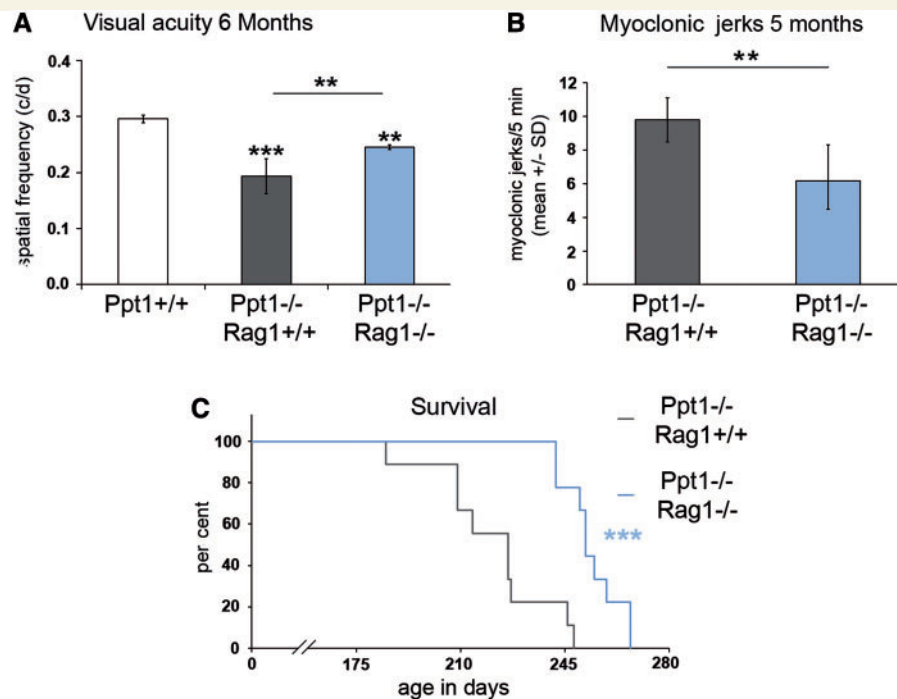 A Visual acuity 6 Months
spatial frequency (c/d)
0.4
0.3
0.2
0.1
0.0
**
***
**
Ppt1+/+
Ppt1-/-
Rag1+/+
Ppt1-/-
Rag1-/-
B Myoclonic jerks 5 months
myoclonic jerks/5 min
(mean +/- SD)
12
10
8
6
4
2
0
**
Ppt1-/-
Rag1+/+
Ppt1-/-
Rag1-/-
C Survival
per cent
100
80
60
40
20
0
0 175 210 245 280
age in days
Ppt1-/-
Rag1+/+
Ppt1-/-
Rag1-/-
***